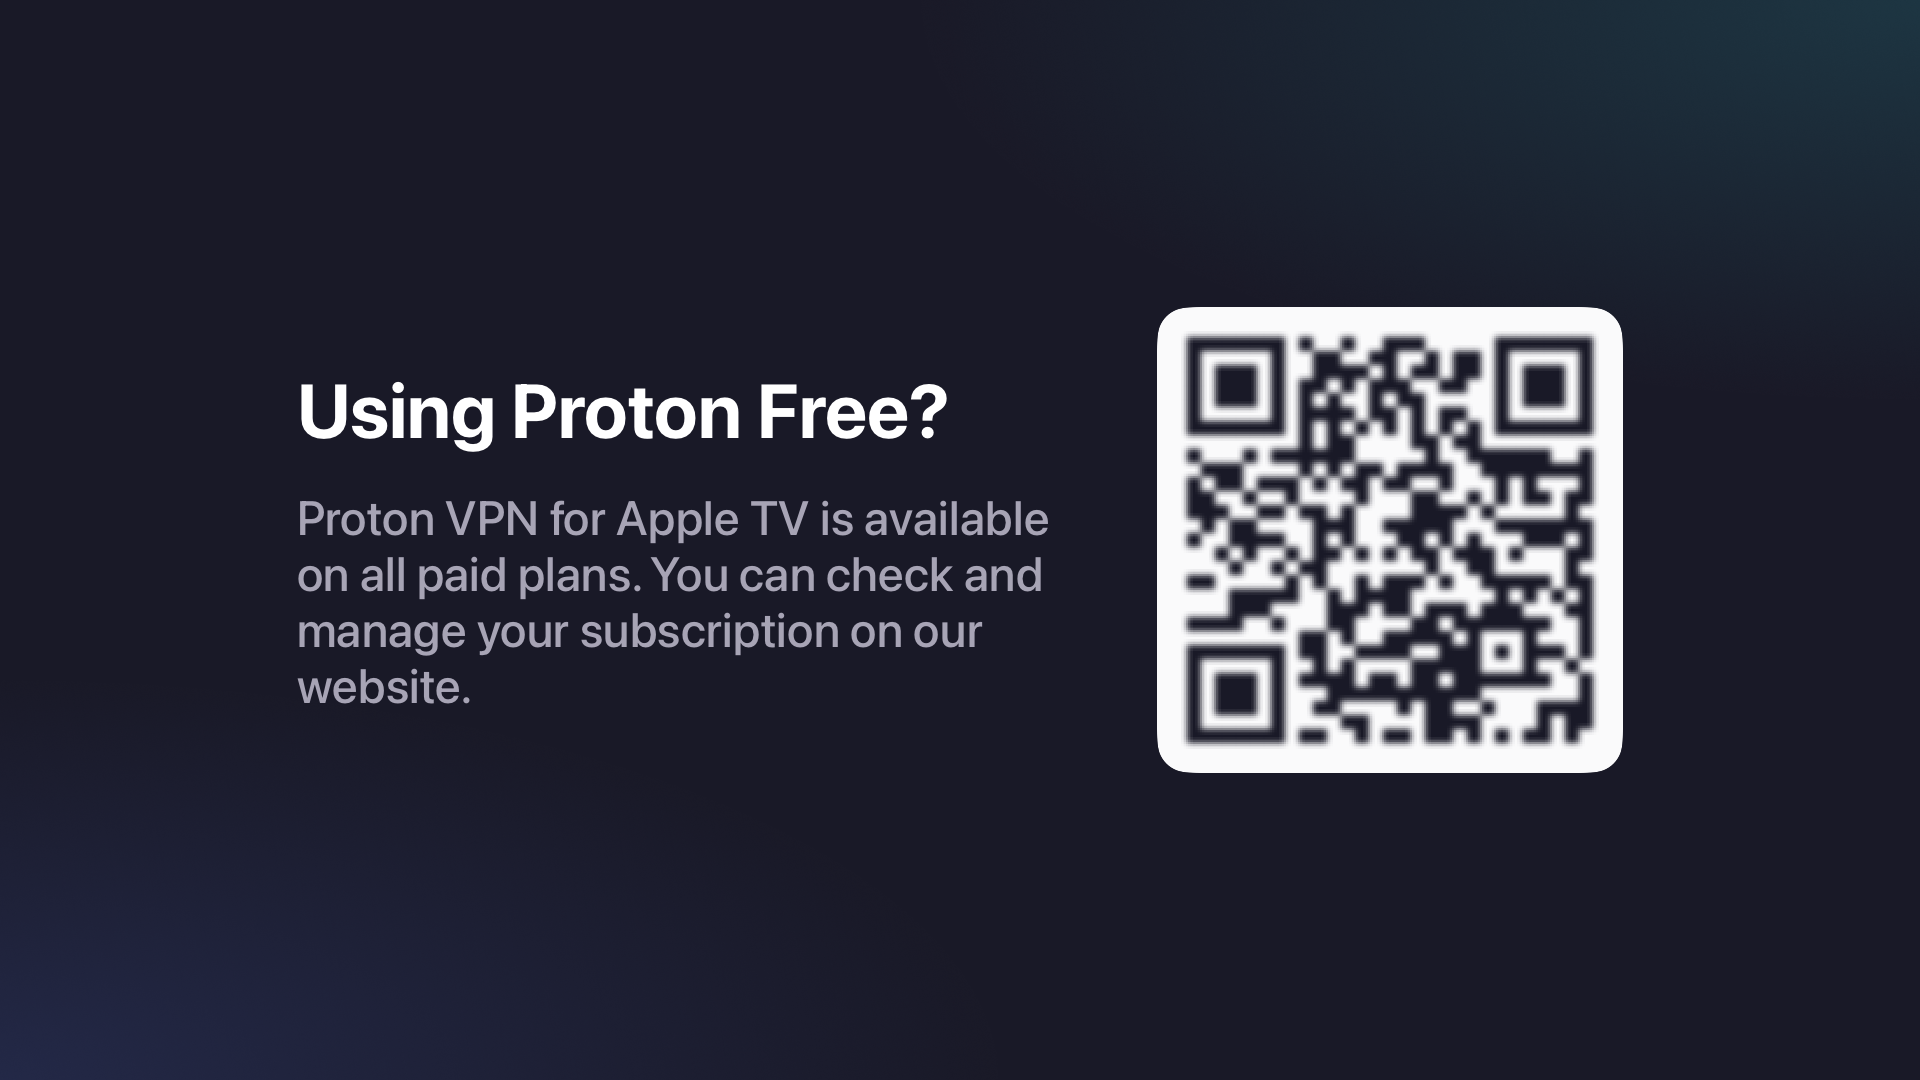 Using Proton Free?
Proton VPN for Apple TV is available
on all paid plans. You can check and
manage your subscription on our
website.